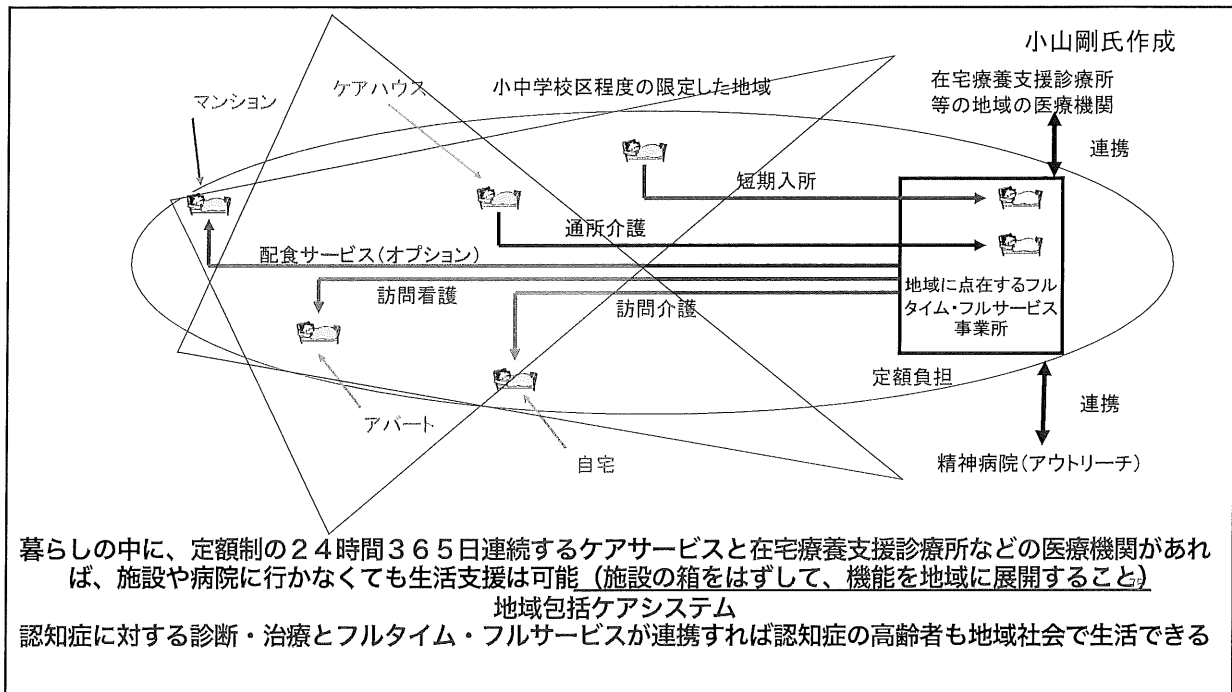 小山剛氏作成
在宅療養支援診療所
等の地域の医療機関
ケアハウス
小中学校区程度の限定した地域
マンション
連携
短期入所
通所介護
配食サービス(オプション)
訪問看護
訪問介護
地域に点在するフル
タイム・フルサービス
事業所
定額負担
連携
アパート
自宅
精神病院(アウトリーチ)
暮らしの中に、定額制の24時間365日連続するケアサービスと在宅療養支援診療所などの医療機関があれ
ば、施設や病院に行かなくても生活支援は可能(施設の箱をはずして、機能を地域に展開すること)
地域包括ケアシステム
認知症に対する診断・治療とフルタイム・フルサービスが連携すれば認知症の高齢者も地域社会で生活できる